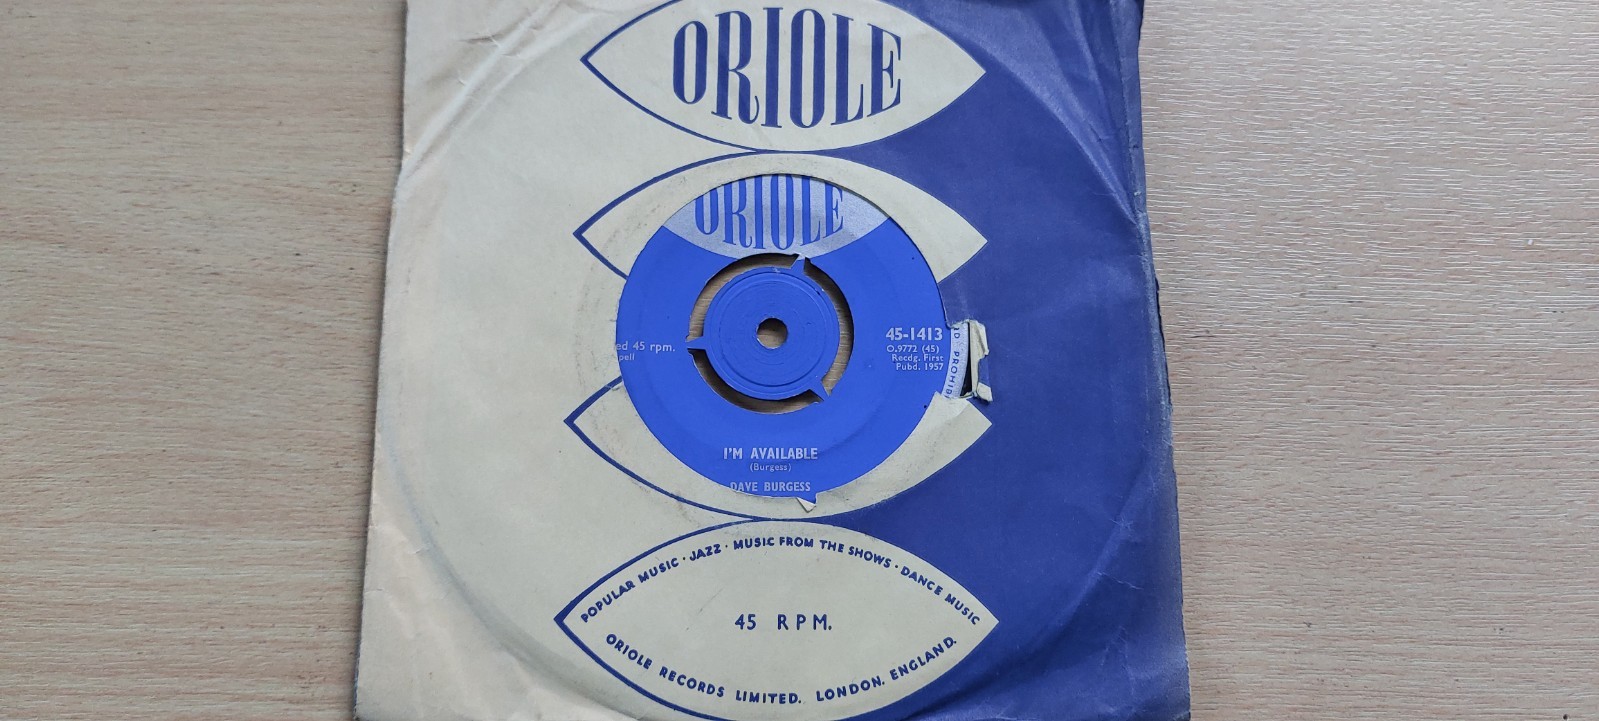 ORIOLE
ORIOLE
ed 45 rpm.
pell
45-1413
O.9772 (45)
Recdg. First
Pubd. 1957
D PROHIB
I'M AVAILABLE
(Burgess)
DAVE BURGESS
POPULAR MUSIC · JAZZ · MUSIC FROM THE SHOWS · DANCE MUSIC
45 RPM.
ORIOLE RECORDS LIMITED. LONDON. ENGLAND.